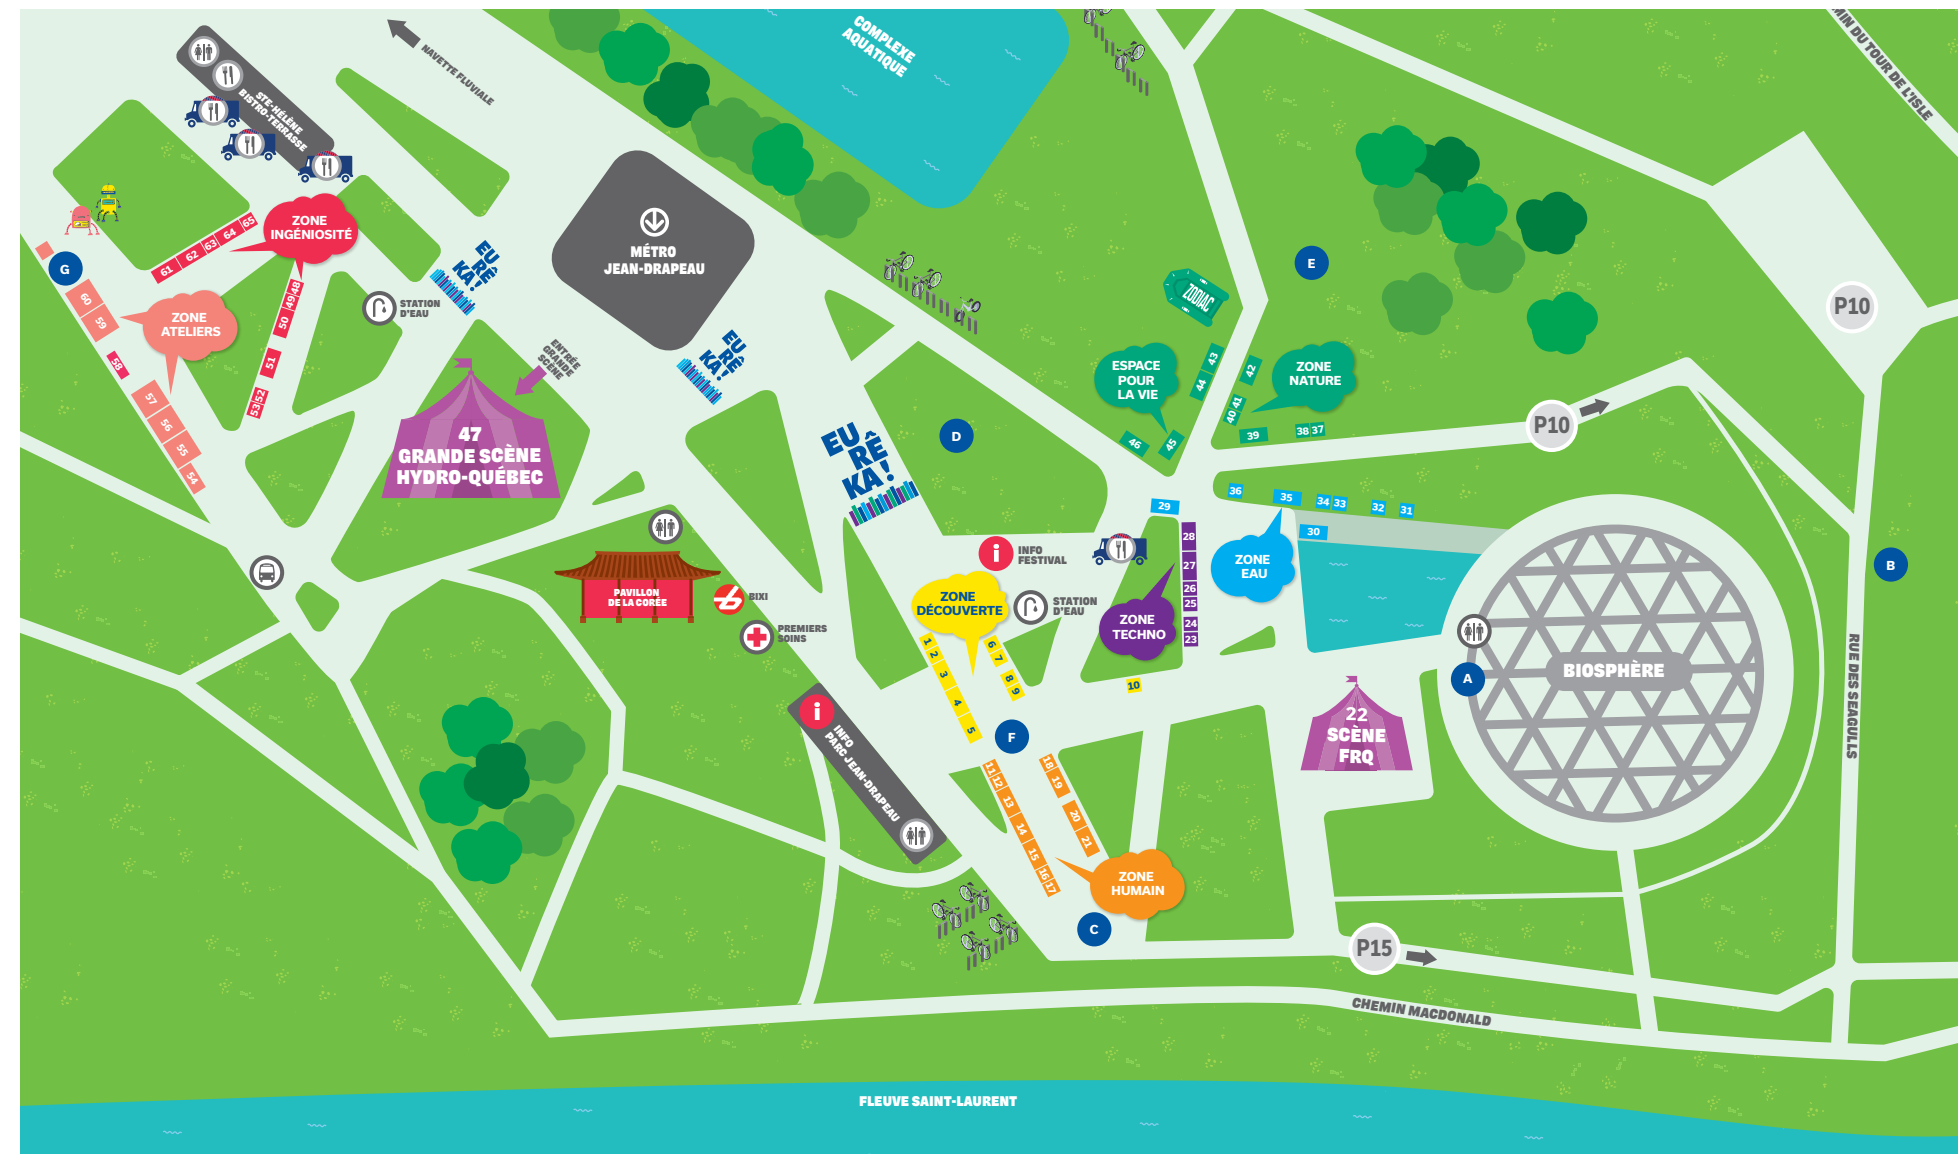 COMPLEXE
AQUATIQUE
CHEMIN DU TOUR DE L'ISLE
NAVETTE FLUVIALE
STE-HÉLÈNE
BISTRO-TERRASSE
ZONE
INGÉNIOSITÉ
61
62
63
64
65
G
60
59
ZONE
ATELIERS
58
57
56
55
54
48
49
50
51
52
53
STATION
D'EAU
EU
RÊ
KA!
MÉTRO
JEAN-DRAPEAU
ENTRÉE
GRANDE
SCÈNE
EU
RÊ
KA!
47
GRANDE SCÈNE
HYDRO-QUÉBEC
EU
RÊ
KA!
D
E
ZODIAC
ESPACE
POUR
LA VIE
43
44
45
46
ZONE
NATURE
42
41
40
39
38
37
P10
P10
36
35
34
33
32
31
30
29
ZONE
EAU
28
27
26
25
24
23
ZONE
TECHNO
i
INFO
FESTIVAL
STATION
D'EAU
ZONE
DÉCOUVERTE
1
2
3
4
5
6
7
8
9
10
F
PAVILLON
DE LA CORÉE
BIXI
PREMIERS
SOINS
i
INFO
PARC JEAN-DRAPEAU
11
12
13
14
15
16
17
18
19
20
21
ZONE
HUMAIN
C
22
SCÈNE
FRQ
A
BIOSPHÈRE
B
RUE DES SEAGULLS
P15
CHEMIN MACDONALD
FLEUVE SAINT-LAURENT